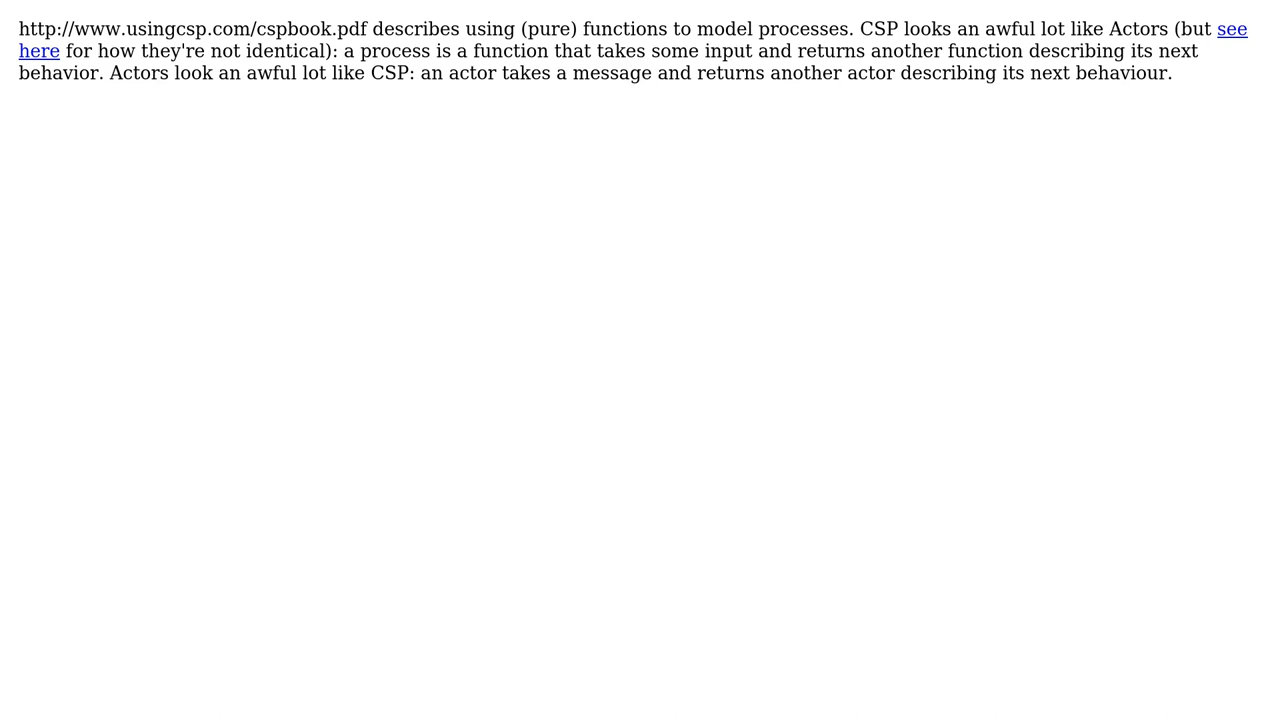 http://www.usingcsp.com/cspbook.pdf describes using (pure) functions to model processes. CSP looks an awful lot like Actors (but see
here for how they're not identical): a process is a function that takes some input and returns another function describing its next
behavior. Actors look an awful lot like CSP: an actor takes a message and returns another actor describing its next behaviour.